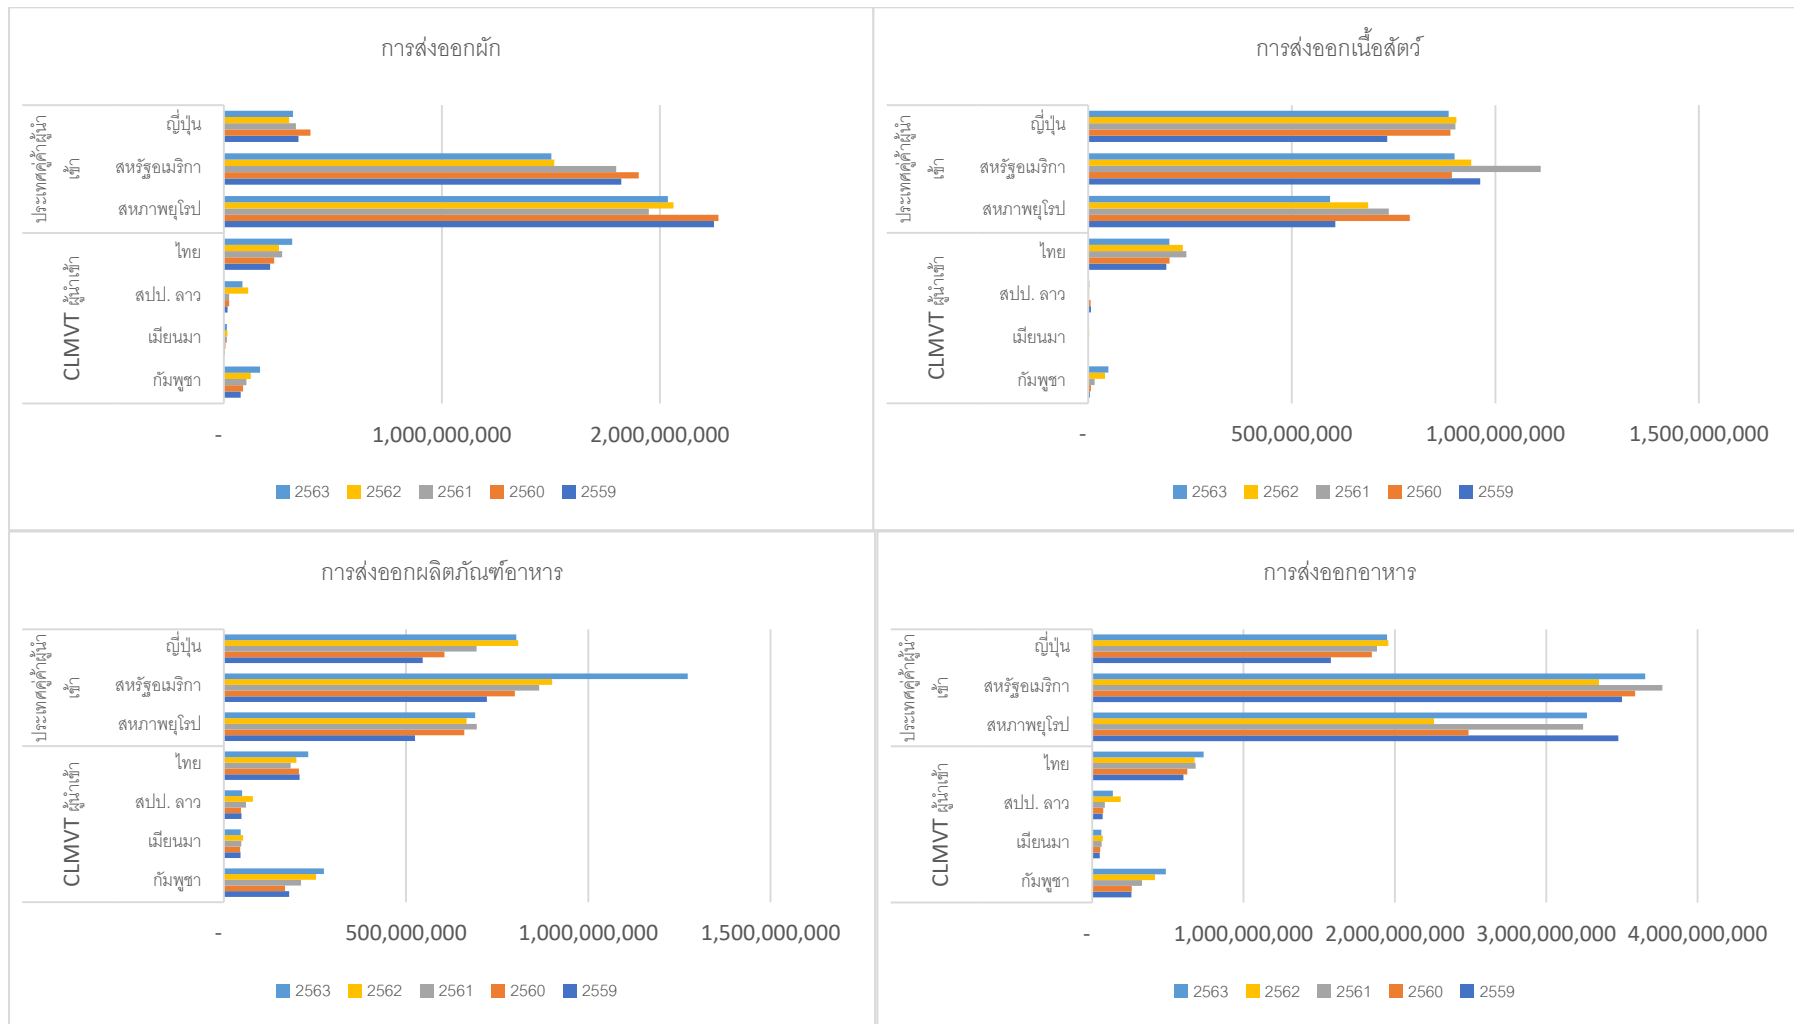 การส่งออกผัก
ประเทศคู่ค้าผู้นำ
เข้า
ญี่ปุ่น
สหรัฐอเมริกา
สหภาพยุโรป
CLMVT ผู้นำเข้า
ไทย
สปป. ลาว
เมียนมา
กัมพูชา
- 1,000,000,000 2,000,000,000
2563 2562 2561 2560 2559
การส่งออกเนื้อสัตว์
ประเทศคู่ค้าผู้นำ
เข้า
ญี่ปุ่น
สหรัฐอเมริกา
สหภาพยุโรป
CLMVT ผู้นำเข้า
ไทย
สปป. ลาว
เมียนมา
กัมพูชา
- 500,000,000 1,000,000,000 1,500,000,000
2563 2562 2561 2560 2559
การส่งออกผลิตภัณฑ์อาหาร
ประเทศคู่ค้าผู้นำ
เข้า
ญี่ปุ่น
สหรัฐอเมริกา
สหภาพยุโรป
CLMVT ผู้นำเข้า
ไทย
สปป. ลาว
เมียนมา
กัมพูชา
- 500,000,000 1,000,000,000 1,500,000,000
2563 2562 2561 2560 2559
การส่งออกอาหาร
ประเทศคู่ค้าผู้นำ
เข้า
ญี่ปุ่น
สหรัฐอเมริกา
สหภาพยุโรป
CLMVT ผู้นำเข้า
ไทย
สปป. ลาว
เมียนมา
กัมพูชา
- 1,000,000,000 2,000,000,000 3,000,000,000 4,000,000,000
2563 2562 2561 2560 2559